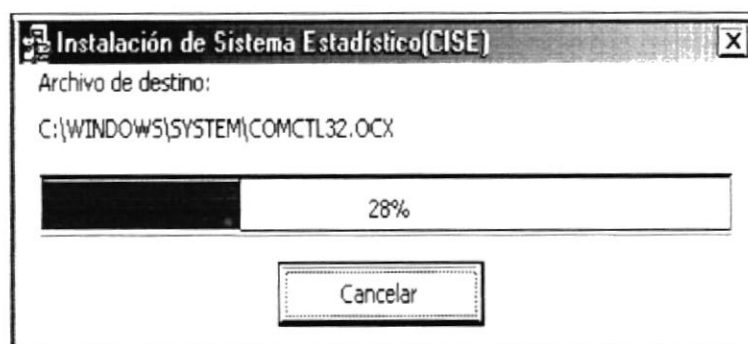 Instalación de Sistema Estadístico(CISE)
Archivo de destino:
C:\WINDOWS\SYSTEM\COMCTL32.OCX
28%
Cancelar